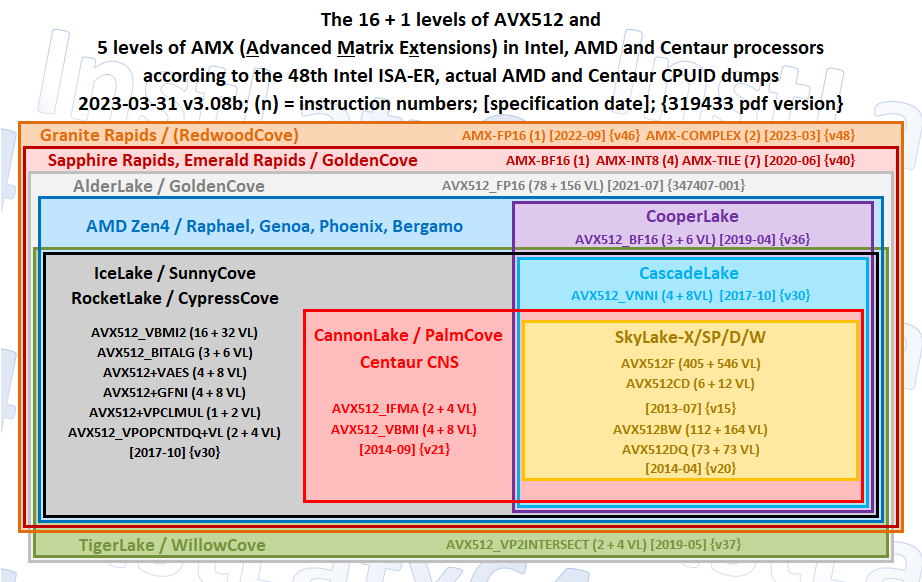 The 16 + 1 levels of AVX512 and
5 levels of AMX (Advanced Matrix Extensions) in Intel, AMD and Centaur processors
according to the 48th Intel ISA-ER, actual AMD and Centaur CPUID dumps
2023-03-31 v3.08b; (n) = instruction numbers; [specification date]; {319433 pdf version}
Granite Rapids / (RedwoodCove) AMX-FP16 (1) [2022-09] {v46} AMX-COMPLEX (2) [2023-03] {v48}
Sapphire Rapids, Emerald Rapids / GoldenCove AMX-BF16 (1) AMX-INT8 (4) AMX-TILE (7) [2020-06] {v40}
AlderLake / GoldenCove AVX512_FP16 (78 + 156 VL) [2021-07] {347407-001}
AMD Zen4 / Raphael, Genoa, Phoenix, Bergamo
CooperLake
AVX512_BF16 (3 + 6 VL) [2019-04] {v36}
IceLake / SunnyCove
RocketLake / CypressCove
AVX512_VBMI2 (16 + 32 VL)
AVX512_BITALG (3 + 6 VL)
AVX512+VAES (4 + 8 VL)
AVX512+GFNI (4 + 8 VL)
AVX512+VPCLMUL (1 + 2 VL)
AVX512_VPOPCNTDQ+VL (2 + 4 VL)
[2017-10] {v30}
CascadeLake
AVX512_VNNI (4 + 8VL) [2017-10] {v30}
CannonLake / PalmCove
Centaur CNS
AVX512_IFMA (2 + 4 VL)
AVX512_VBMI (4 + 8 VL)
[2014-09] {v21}
SkyLake-X/SP/D/W
AVX512F (405 + 546 VL)
AVX512CD (6 + 12 VL)
[2013-07] {v15}
AVX512BW (112 + 164 VL)
AVX512DQ (73 + 73 VL)
[2014-04] {v20}
TigerLake / WillowCove AVX512_VP2INTERSECT (2 + 4 VL) [2019-05] {v37}